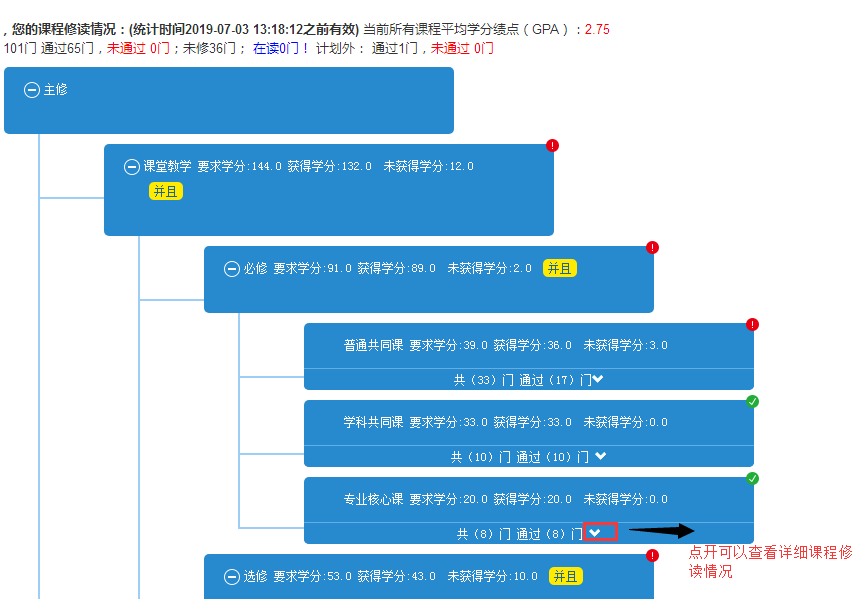 , 您的课程修读情况：(统计时间2019-07-03 13:18:12之前有效) 当前所有课程平均学分绩点（GPA）：2.75
101门 通过65门，未通过 0门；未修36门； 在读0门！ 计划外： 通过1门，未通过 0门
主修
课堂教学 要求学分:144.0 获得学分:132.0 未获得学分:12.0
并且
必修 要求学分:91.0 获得学分:89.0 未获得学分:2.0 并且
普通共同课 要求学分:39.0 获得学分:36.0 未获得学分:3.0
共（33）门 通过（17）门
学科共同课 要求学分:33.0 获得学分:33.0 未获得学分:0.0
共（10）门 通过（10）门
专业核心课 要求学分:20.0 获得学分:20.0 未获得学分:0.0
共（8）门 通过（8）门
点开可以查看详细课程修
读情况
选修 要求学分:53.0 获得学分:43.0 未获得学分:10.0 并且